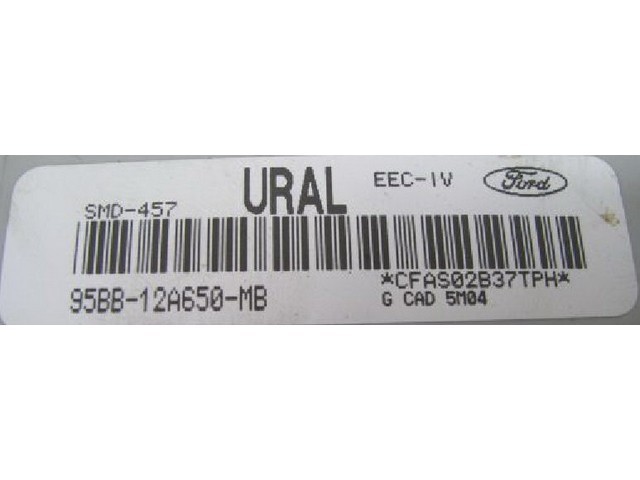 URAL EEC-IV Ford
SMD-457
*CFAS02B37TPH*
95BB-12A650-MB G CAD 5M04